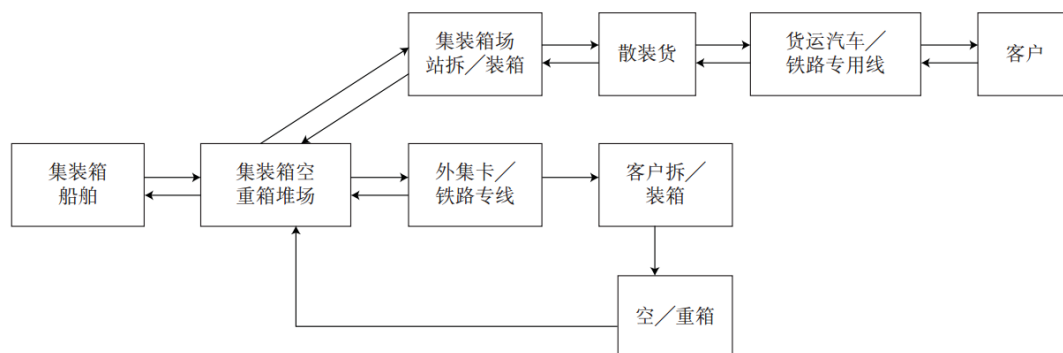 集装箱场
站拆／装箱
散装货
货运汽车／
铁路专用线
客户
集装箱
船舶
集装箱空
重箱堆场
外集卡／
铁路专线
客户拆／
装箱
空／重箱